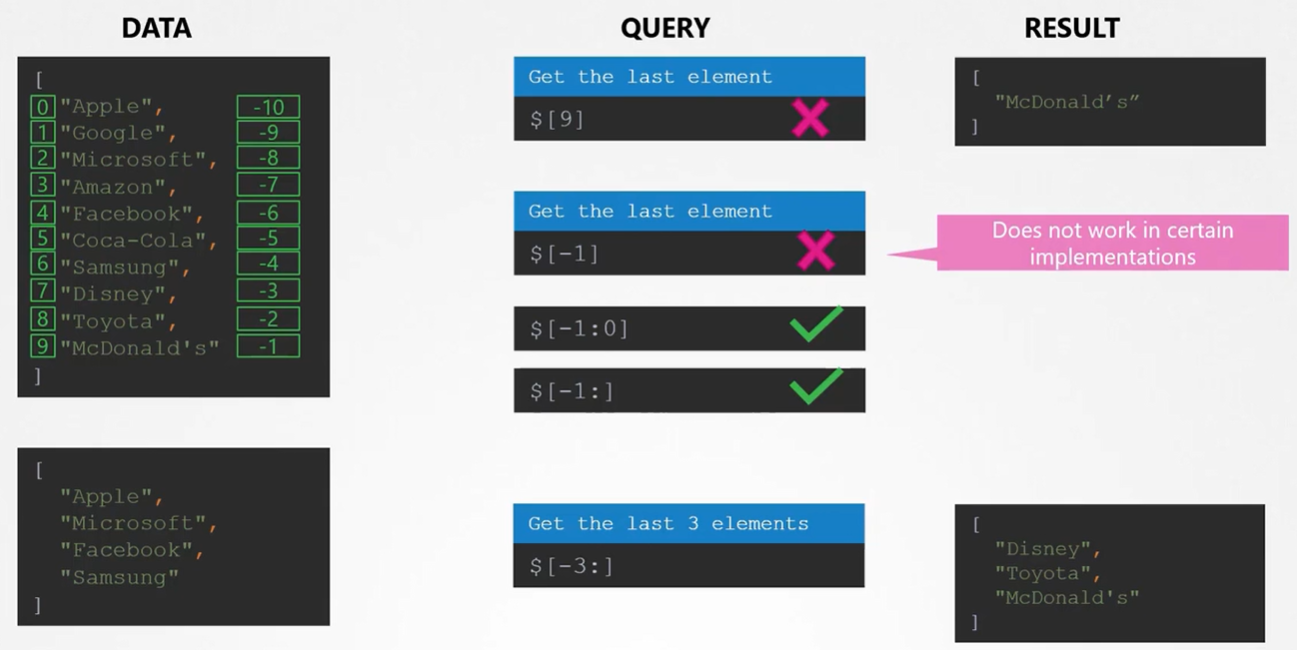 DATA
QUERY
RESULT
[
0 "Apple", -10
1 "Google", -9
2 "Microsoft", -8
3 "Amazon", -7
4 "Facebook", -6
5 "Coca-Cola", -5
6 "Samsung", -4
7 "Disney", -3
8 "Toyota", -2
9 "McDonald's" -1
]
[
"Apple",
"Microsoft",
"Facebook",
"Samsung"
]
Get the last element
$[9]
Get the last element
$[-1]
$[-1:0]
$[-1:]
Get the last 3 elements
$[-3:]
[
"McDonald’s”
]
Does not work in certain
implementations
[
"Disney",
"Toyota",
"McDonald's"
]